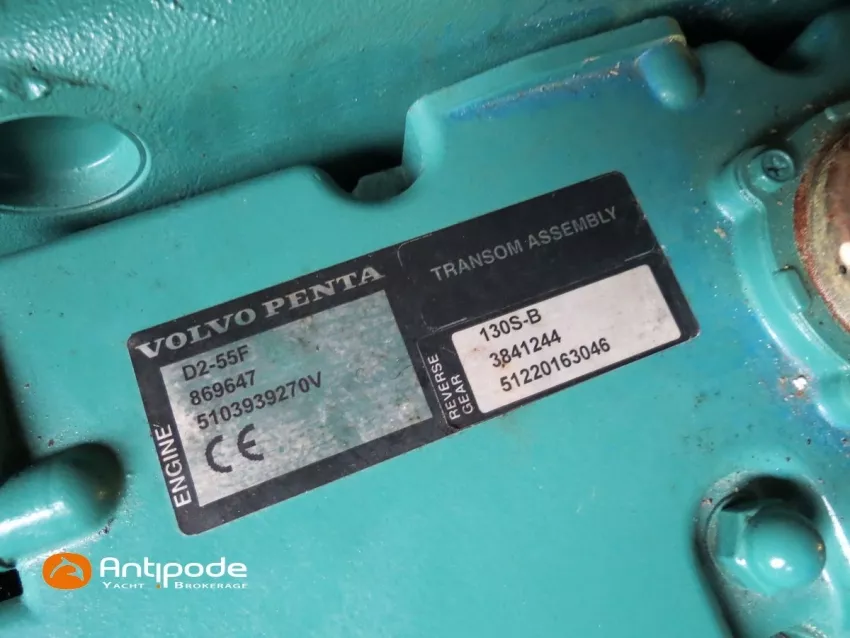 VOLVO PENTA
ENGINE
D2-55F
869647
5103939270V
CE
TRANSOM ASSEMBLY
REVERSE
GEAR
130S-B
3841244
51220163046
Antipode
YACHT BROKERAGE